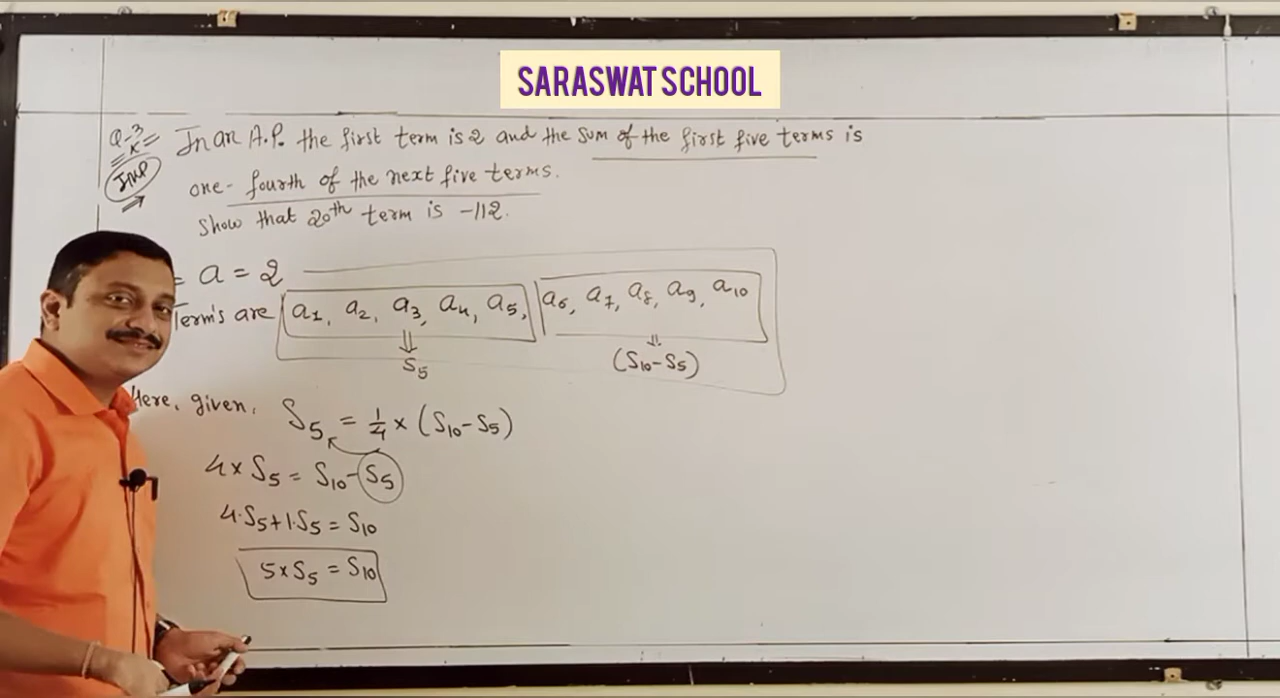 SARASWAT SCHOOL
Q-3 In an A.P. the first term is 2 and the sum of the first five terms is
Imp one-fourth of the next five terms.
Show that 20th term is -112.
= a = 2
Term's are a1, a2, a3, a4, a5, a6, a7, a8, a9, a10
⇓ ⇓
S5 (S10-S5)
Here, given, S5 = 1/4 × (S10-S5)
4×S5 = S10-S5
4·S5+1·S5 = S10
5×S5 = S10